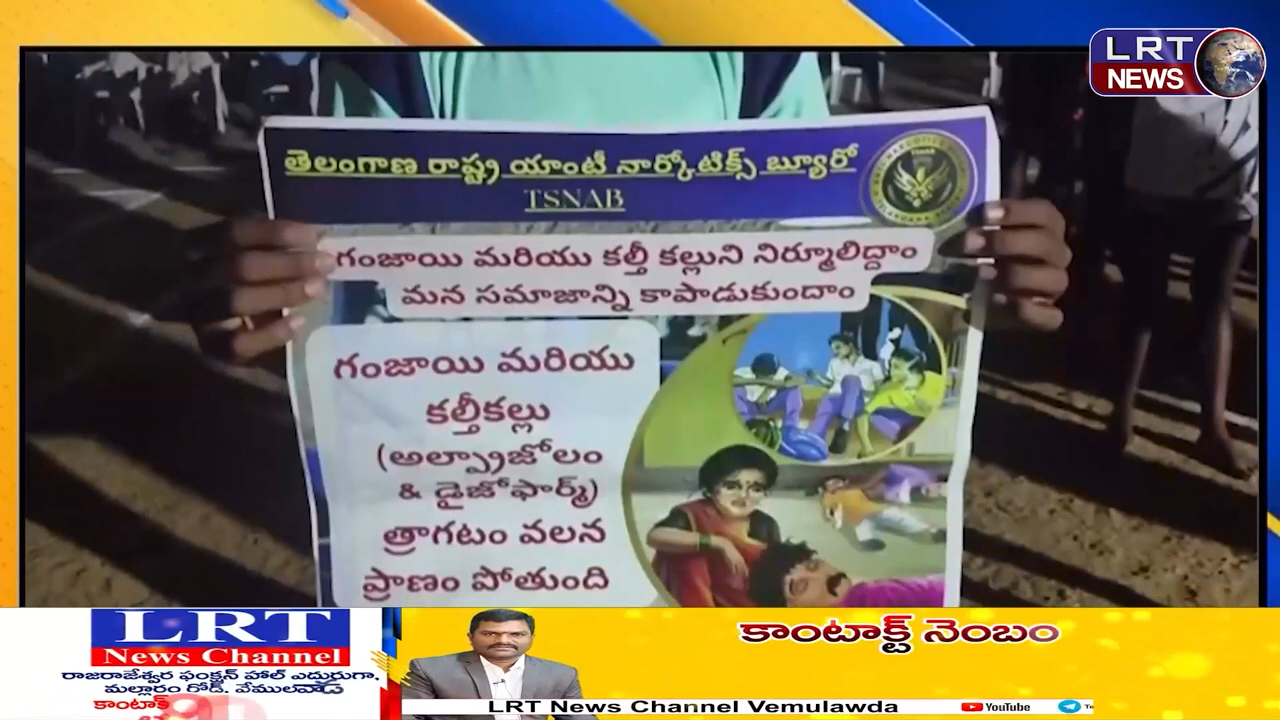 LRT
NEWS
తెలంగాణ రాష్ట్ర యాంటీ నార్కోటిక్స్ బ్యూరో
TSNAB
గంజాయి మరియు కల్తీ కల్లుని నిర్మూలిద్దాం
మన సమాజాన్ని కాపాడుకుందాం
గంజాయి మరియు
కల్తీకల్లు
(అల్ప్రాజోలం
& డైజోఫార్మ్)
త్రాగటం వలన
ప్రాణం పోతుంది
LRT
News Channel
రాజరాజేశ్వర ఫంక్షన్ హాల్ ఎదురుగా,
మల్లారం రోడ్. వేములవాడ
కాంటాక్ట్
కాంటాక్ట్ నెంబం
LRT News Channel Vemulawda
YouTube
Te